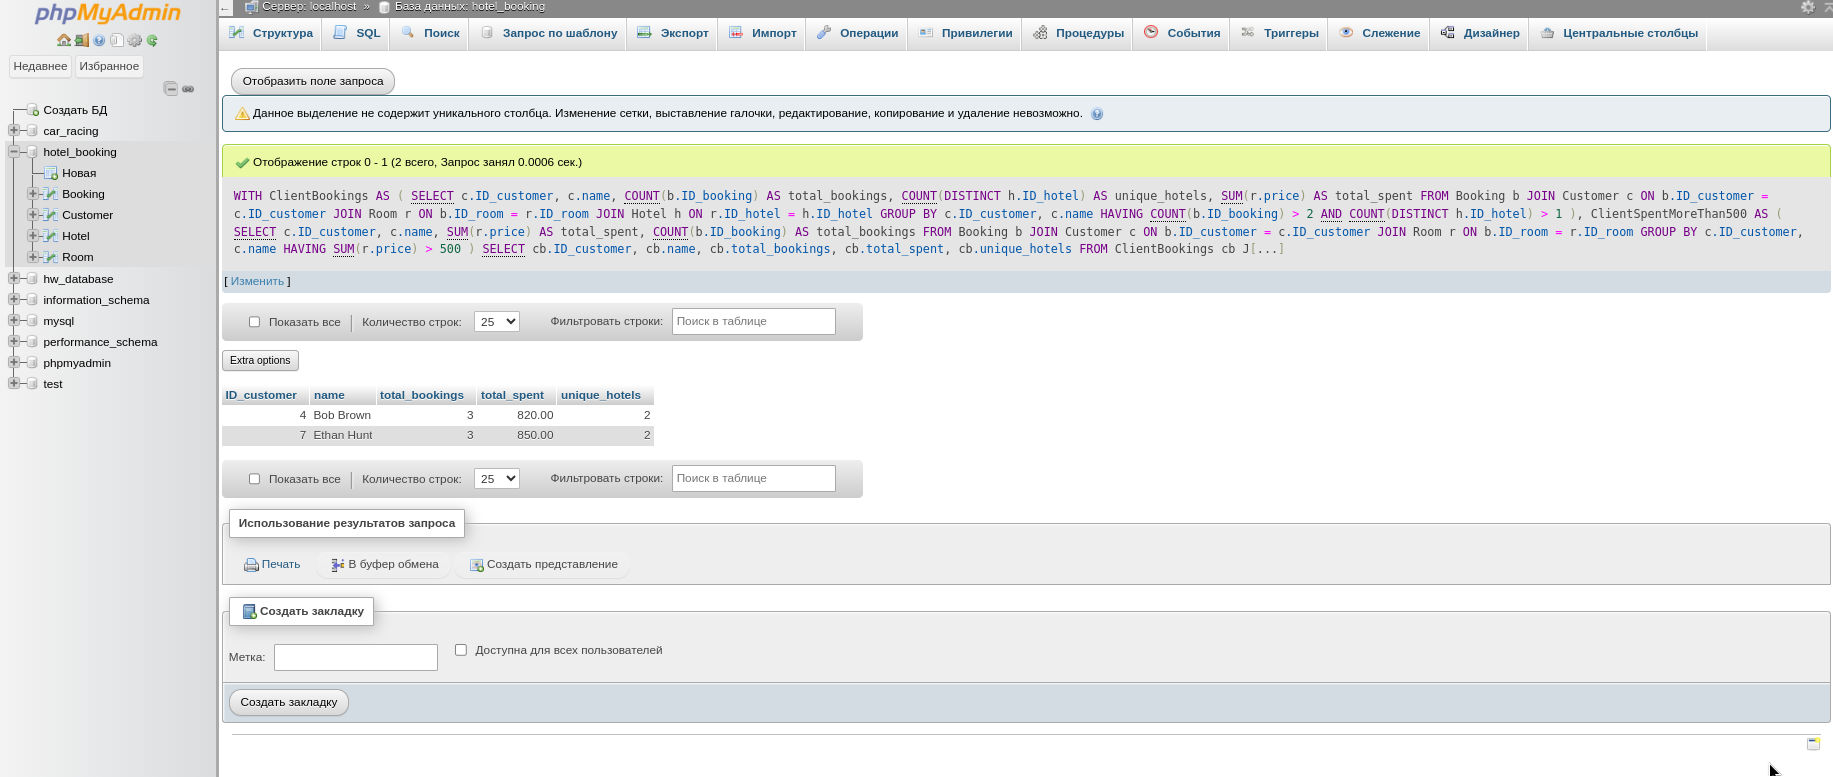 phpMyAdmin
Недавнее Избранное
Создать БД
car_racing
hotel_booking
Новая
Booking
Customer
Hotel
Room
hw_database
information_schema
mysql
performance_schema
phpmyadmin
test
Сервер: localhost » База данных: hotel_booking
Структура SQL Поиск Запрос по шаблону Экспорт Импорт Операции Привилегии Процедуры События Триггеры Слежение Дизайнер Центральные столбцы
Отобразить поле запроса
Данное выделение не содержит уникального столбца. Изменение сетки, выставление галочки, редактирование, копирование и удаление невозможно.
Отображение строк 0 - 1 (2 всего, Запрос занял 0.0006 сек.)
WITH ClientBookings AS ( SELECT c.ID_customer, c.name, COUNT(b.ID_booking) AS total_bookings, COUNT(DISTINCT h.ID_hotel) AS unique_hotels, SUM(r.price) AS total_spent FROM Booking b JOIN Customer c ON b.ID_customer =
c.ID_customer JOIN Room r ON b.ID_room = r.ID_room JOIN Hotel h ON r.ID_hotel = h.ID_hotel GROUP BY c.ID_customer, c.name HAVING COUNT(b.ID_booking) > 2 AND COUNT(DISTINCT h.ID_hotel) > 1 ), ClientSpentMoreThan500 AS (
SELECT c.ID_customer, c.name, SUM(r.price) AS total_spent, COUNT(b.ID_booking) AS total_bookings FROM Booking b JOIN Customer c ON b.ID_customer = c.ID_customer JOIN Room r ON b.ID_room = r.ID_room GROUP BY c.ID_customer,
c.name HAVING SUM(r.price) > 500 ) SELECT cb.ID_customer, cb.name, cb.total_bookings, cb.total_spent, cb.unique_hotels FROM ClientBookings cb J[...]
[ Изменить ]
Показать все | Количество строк: 25 Фильтровать строки: Поиск в таблице
Extra options
ID_customer name total_bookings total_spent unique_hotels
4 Bob Brown 3 820.00 2
7 Ethan Hunt 3 850.00 2
Показать все | Количество строк: 25 Фильтровать строки: Поиск в таблице
Использование результатов запроса
Печать В буфер обмена Создать представление
Создать закладку
Метка: Доступна для всех пользователей
Создать закладку